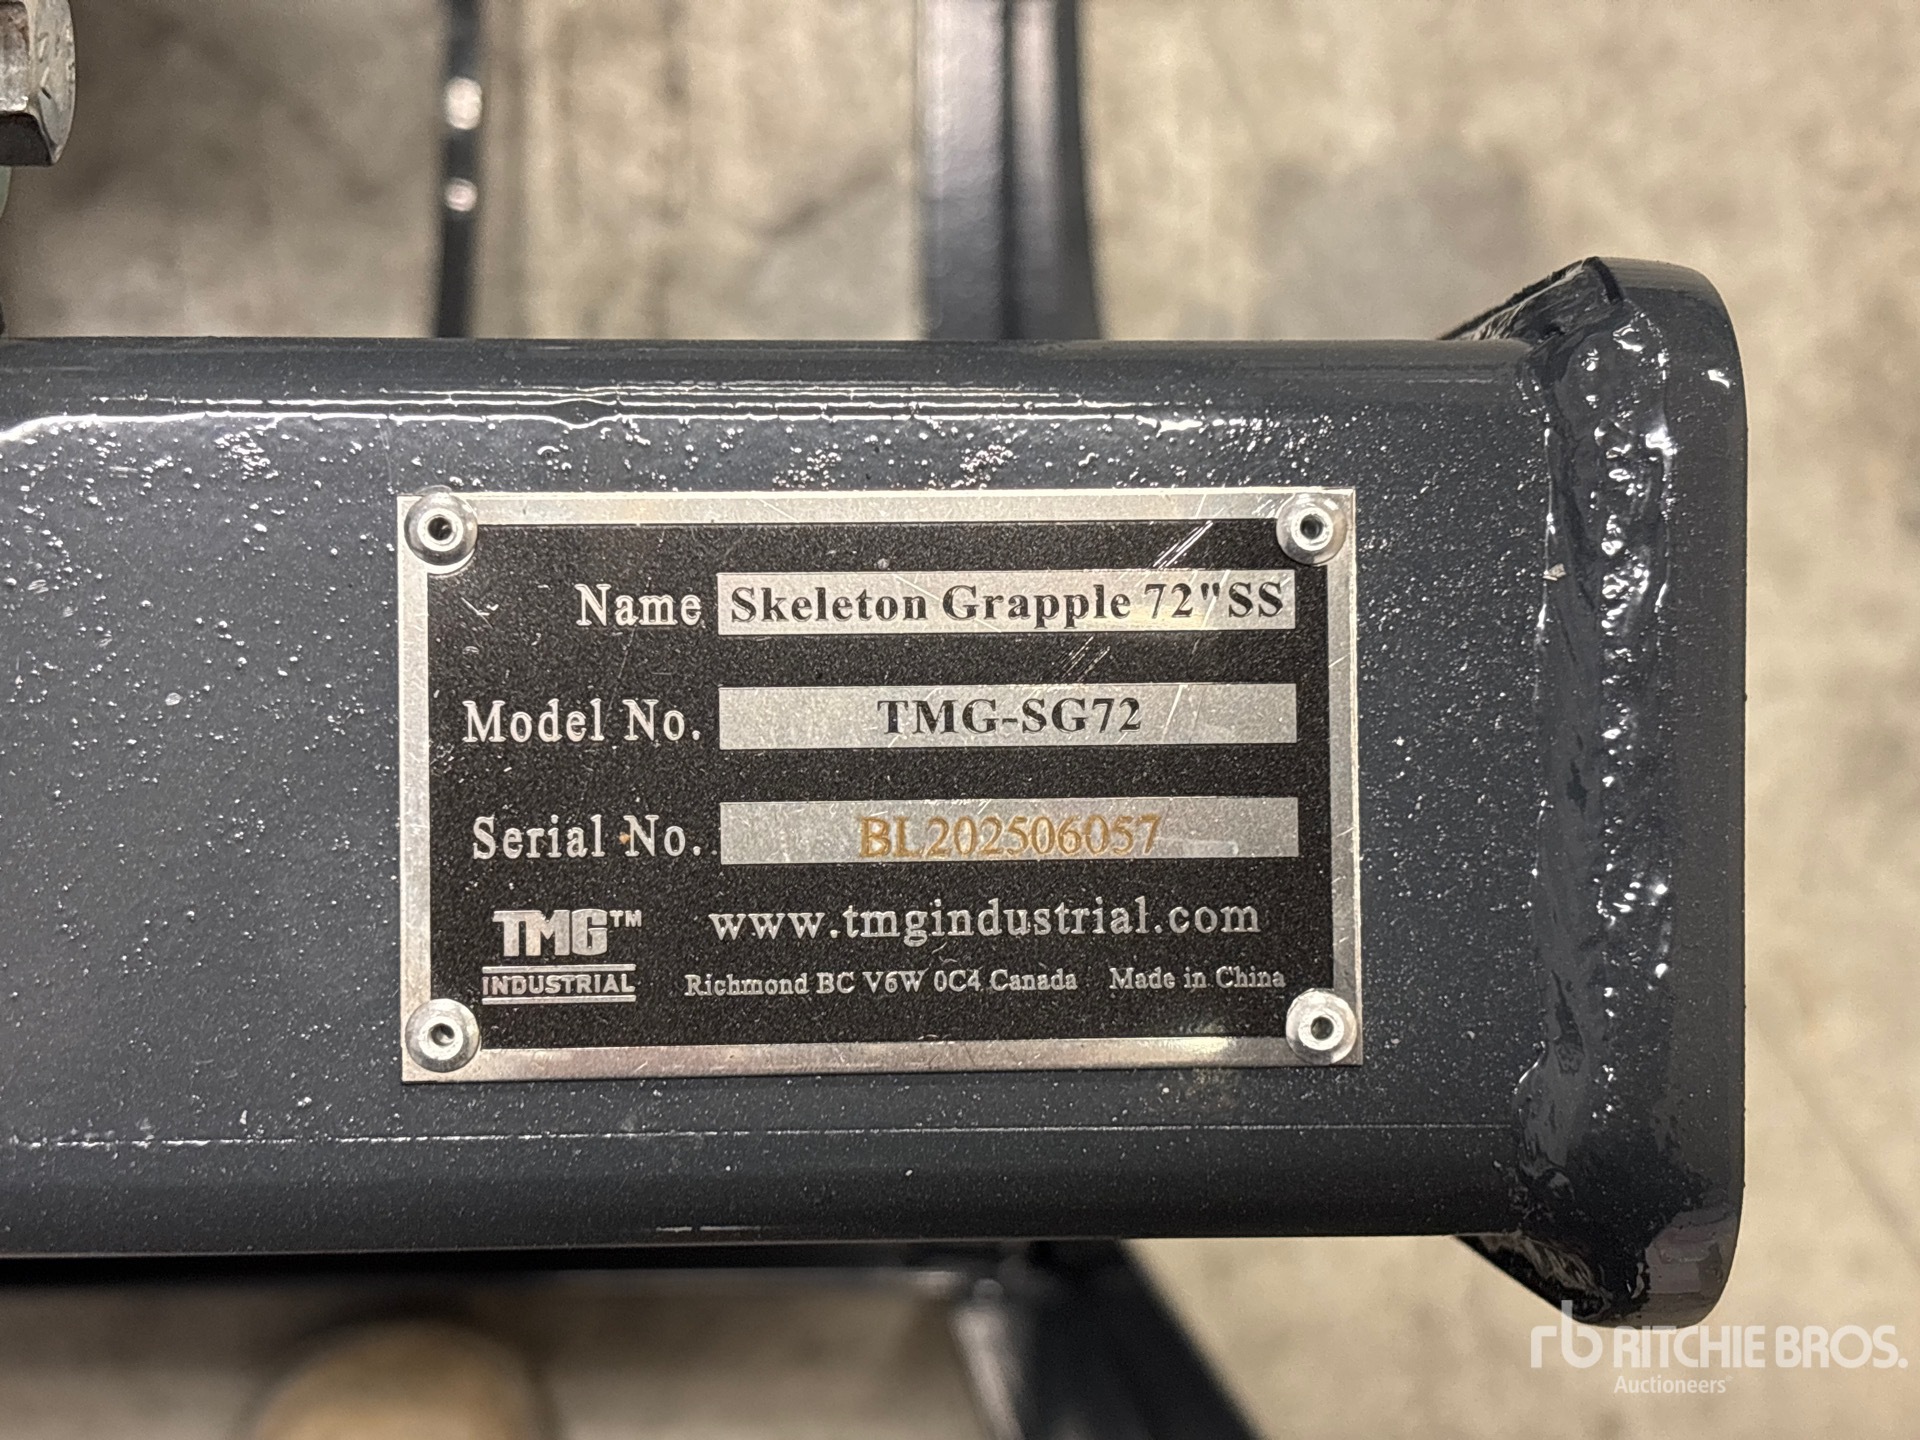 Name Skeleton Grapple 72"SS
Model No. TMG-SG72
Serial No. BL202506057
TMG™ www.tmgindustrial.com
INDUSTRIAL Richmond BC V6W 0C4 Canada Made in China
rb RITCHIE BROS.
Auctioneers